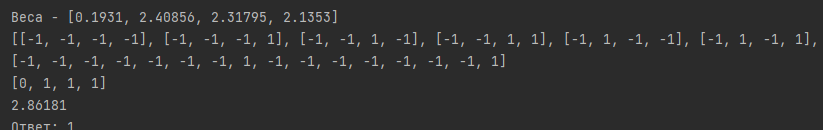 Веса - [0.1931, 2.40856, 2.31795, 2.1353]
[[-1, -1, -1, -1], [-1, -1, -1, 1], [-1, -1, 1, -1], [-1, -1, 1, 1], [-1, 1, -1, -1], [-1, 1, -1, 1],
[-1, -1, -1, -1, -1, -1, -1, 1, -1, -1, -1, -1, -1, -1, -1, 1]
[0, 1, 1, 1]
2.86181
Ответ: 1